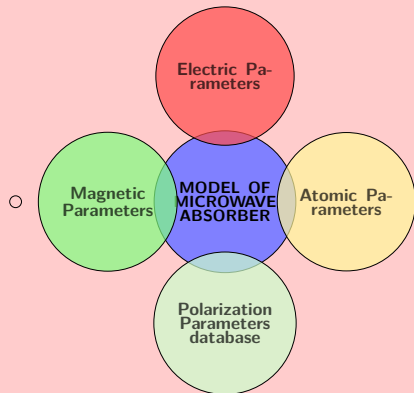 Electric Pa-
rameters
Magnetic
Parameters
MODEL OF
MICROWAVE
ABSORBER
Atomic Pa-
rameters
Polarization
Parameters
database